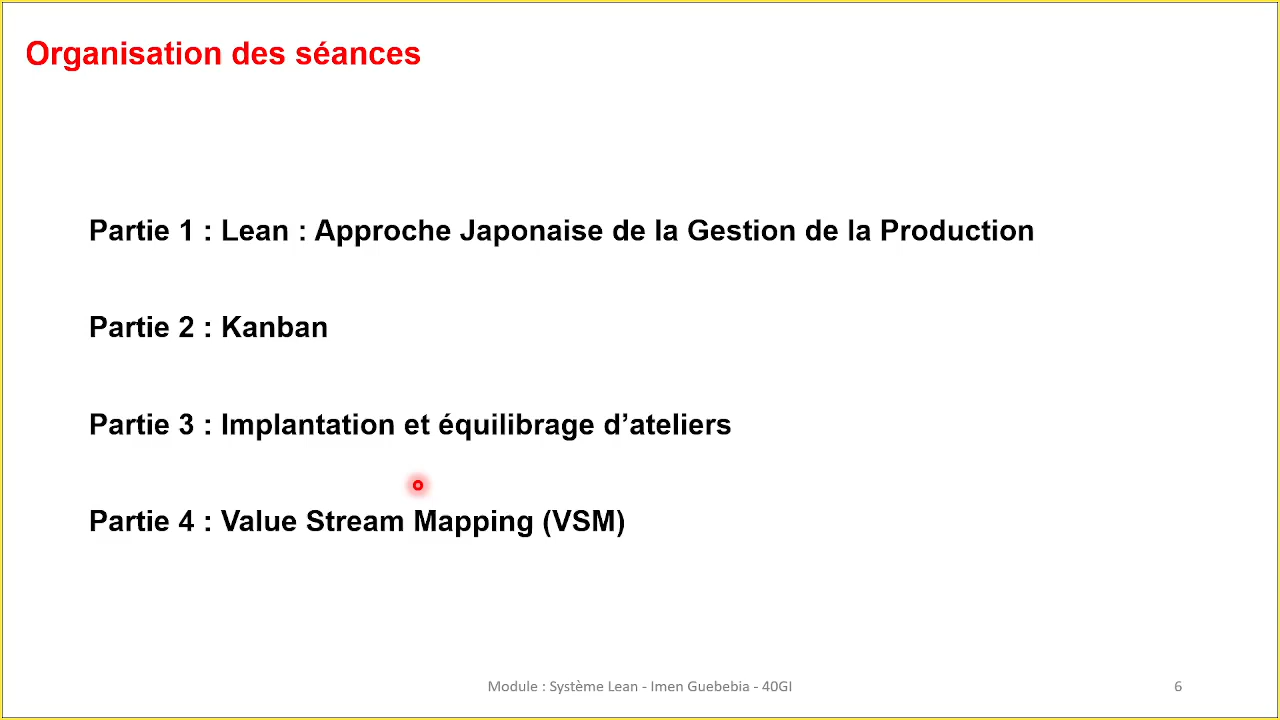 Organisation des séances
Partie 1 : Lean : Approche Japonaise de la Gestion de la Production
Partie 2 : Kanban
Partie 3 : Implantation et équilibrage d’ateliers
Partie 4 : Value Stream Mapping (VSM)
Module : Système Lean - Imen Guebebia - 40GI
6